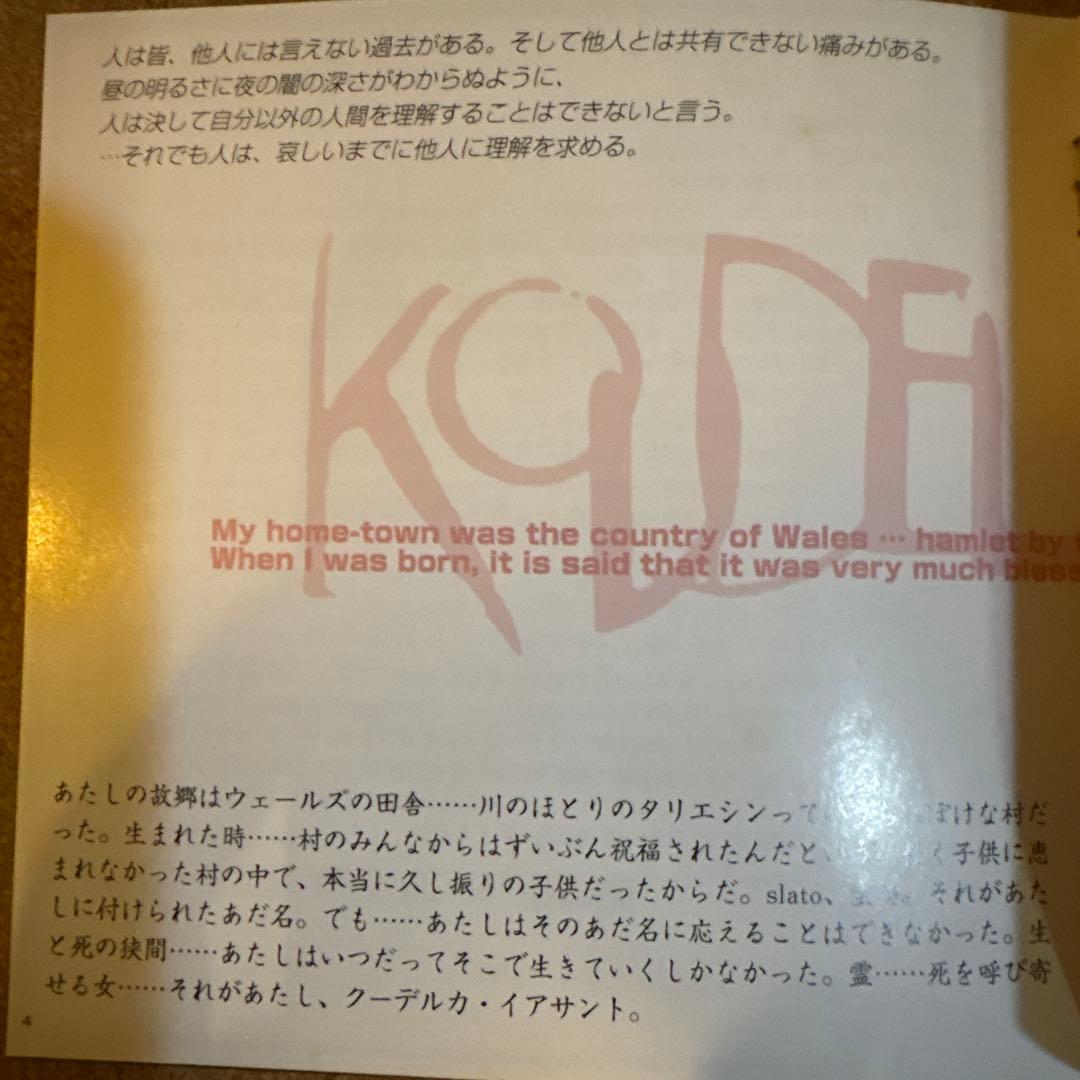 人は皆、他人には言えない過去がある。そして他人とは共有できない痛みがある。
昼の明るさに夜の闇の深さがわからぬように、
人は決して自分以外の人間を理解することはできないと言う。
…それでも人は、哀しいまでに他人に理解を求める。
KOUDE
My home-town was the country of Wales … hamlet by
When I was born, it is said that it was very much
あたしの故郷はウェールズの田舎……川のほとりのタリエシンって ぽけな村だ
った。生まれた時……村のみんなからはずいぶん祝福されたんだと、 く子供に恵
まれなかった村の中で、本当に久し振りの子供だったからだ。slato、 それがあた
しに付けられたあだ名。でも……あたしはそのあだ名に応えることはできなかった。生
と死の狭間……あたしはいつだってそこで生きていくしかなかった。霊……死を呼び寄
せる女……それがあたし、クーデルカ・イアサント。
4